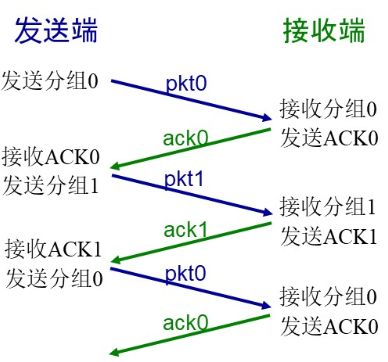 发送端 接收端
发送分组0
pkt0
接收分组0
发送ACK0
ack0
接收ACK0
发送分组1
pkt1
接收分组1
发送ACK1
ack1
接收ACK1
发送分组0
pkt0
接收分组0
发送ACK0
ack0